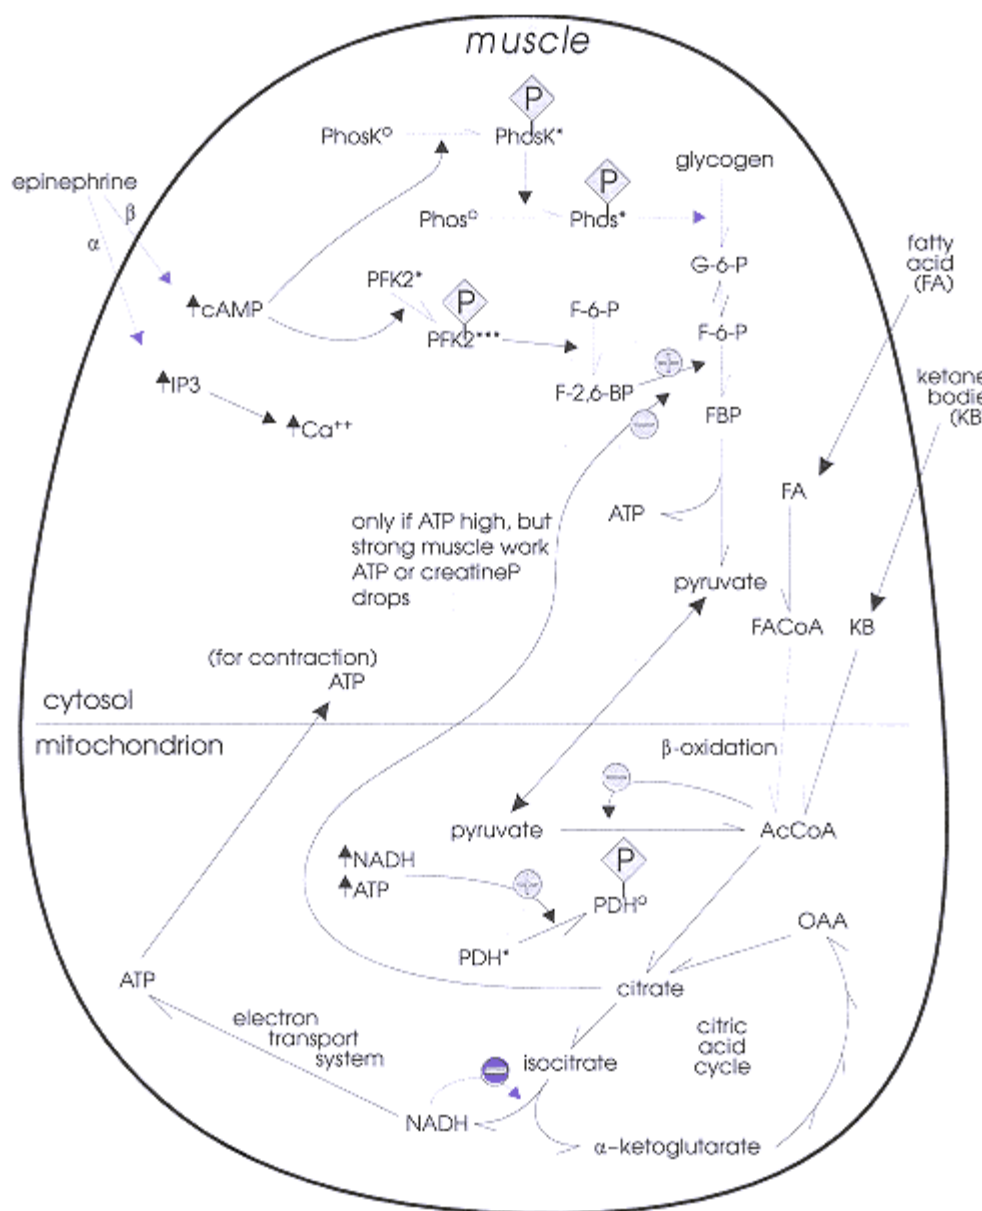 muscle
P
PhosK° PhosK*
glycogen
epinephrine
P
β
α
Phos° Phos*
fatty
acid
(FA)
G-6-P
PFK2*
P
↑cAMP
F-6-P
F-6-P
PFK2***
+
↑IP3
F-2,6-BP
ketone
bodie
(KB
FBP
↑Ca++
−
FA
ATP
only if ATP high, but
strong muscle work
ATP or creatineP
drops
pyruvate
FACoA KB
(for contraction)
ATP
cytosol
mitochondrion
β-oxidation
−
pyruvate AcCoA
P
↑NADH
↑ATP
+
PDH°
OAA
PDH*
ATP
citrate
electron
transport
system
citric
acid
cycle
isocitrate
−
NADH
α-ketoglutarate